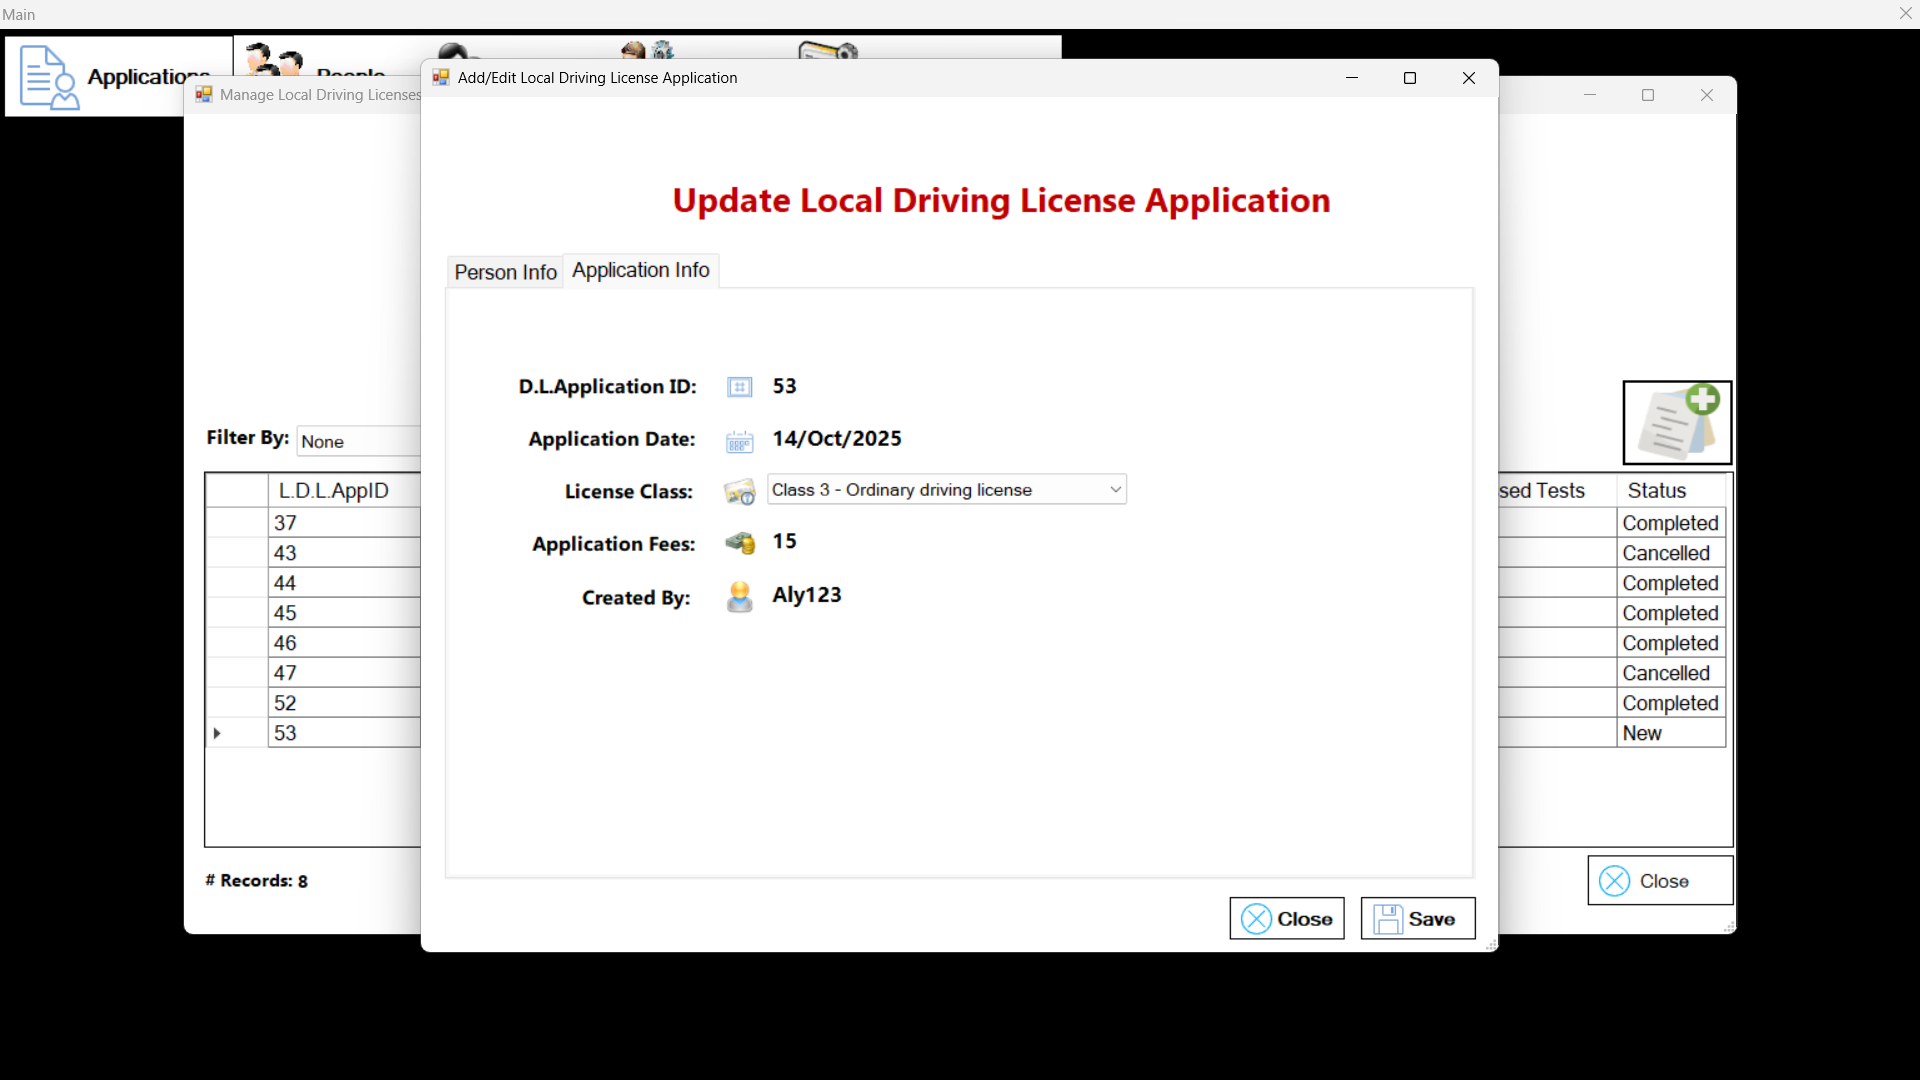 Main
Applications
People
Manage Local Driving Licenses
Add/Edit Local Driving License Application
Update Local Driving License Application
Person Info
Application Info
D.L.Application ID: 53
Application Date: 14/Oct/2025
License Class: Class 3 - Ordinary driving license
Application Fees: 15
Created By: Aly123
Close
Save
Filter By: None
L.D.L.AppID
sed Tests
Status
37
Completed
43
Cancelled
44
Completed
45
Completed
46
Completed
47
Cancelled
52
Completed
53
New
# Records: 8
Close